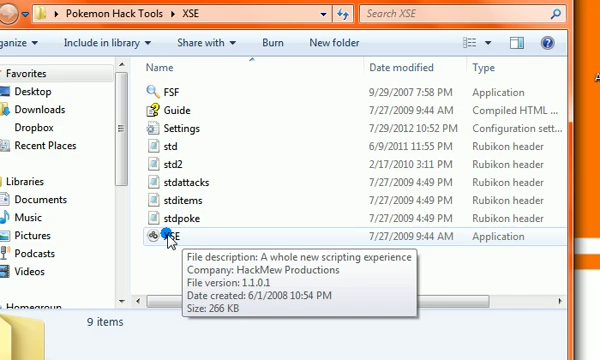 Pokemon Hack Tools ▸ XSE
Search XSE
Include in library
Share with
Burn
New folder
Name
Date modified
Type
Favorites
Desktop
Downloads
Dropbox
Recent Places
Libraries
Documents
Music
Pictures
Podcasts
Videos
FSF 9/29/2007 7:58 PM Application
Guide 7/27/2009 9:44 AM Compiled HTML ...
Settings 7/29/2012 10:52 PM Configuration sett...
std 6/9/2011 11:55 PM Rubikon header
std2 2/17/2010 3:11 PM Rubikon header
stdattacks 7/27/2009 4:49 PM Rubikon header
stditems 7/27/2009 4:49 PM Rubikon header
stdpoke 7/27/2009 4:49 PM Rubikon header
XSE 7/27/2009 9:44 AM Application
File description: A whole new scripting experience
Company: HackMew Productions
File version: 1.1.0.1
Date created: 6/1/2008 10:54 PM
Size: 266 KB
9 items